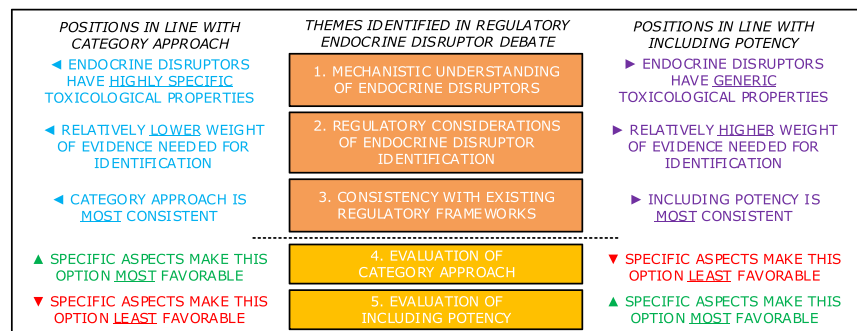 POSITIONS IN LINE WITH
CATEGORY APPROACH
THEMES IDENTIFIED IN REGULATORY
ENDOCRINE DISRUPTOR DEBATE
POSITIONS IN LINE WITH
INCLUDING POTENCY
◄ ENDOCRINE DISRUPTORS
HAVE HIGHLY SPECIFIC
TOXICOLOGICAL PROPERTIES
1. MECHANISTIC UNDERSTANDING
OF ENDOCRINE DISRUPTORS
► ENDOCRINE DISRUPTORS
HAVE GENERIC
TOXICOLOGICAL PROPERTIES
◄ RELATIVELY LOWER WEIGHT
OF EVIDENCE NEEDED FOR
IDENTIFICATION
2. REGULATORY CONSIDERATIONS
OF ENDOCRINE DISRUPTOR
IDENTIFICATION
► RELATIVELY HIGHER WEIGHT
OF EVIDENCE NEEDED FOR
IDENTIFICATION
◄ CATEGORY APPROACH IS
MOST CONSISTENT
3. CONSISTENCY WITH EXISTING
REGULATORY FRAMEWORKS
► INCLUDING POTENCY IS
MOST CONSISTENT
▲ SPECIFIC ASPECTS MAKE THIS
OPTION MOST FAVORABLE
4. EVALUATION OF
CATEGORY APPROACH
▼ SPECIFIC ASPECTS MAKE THIS
OPTION LEAST FAVORABLE
▼ SPECIFIC ASPECTS MAKE THIS
OPTION LEAST FAVORABLE
5. EVALUATION OF
INCLUDING POTENCY
▲ SPECIFIC ASPECTS MAKE THIS
OPTION MOST FAVORABLE